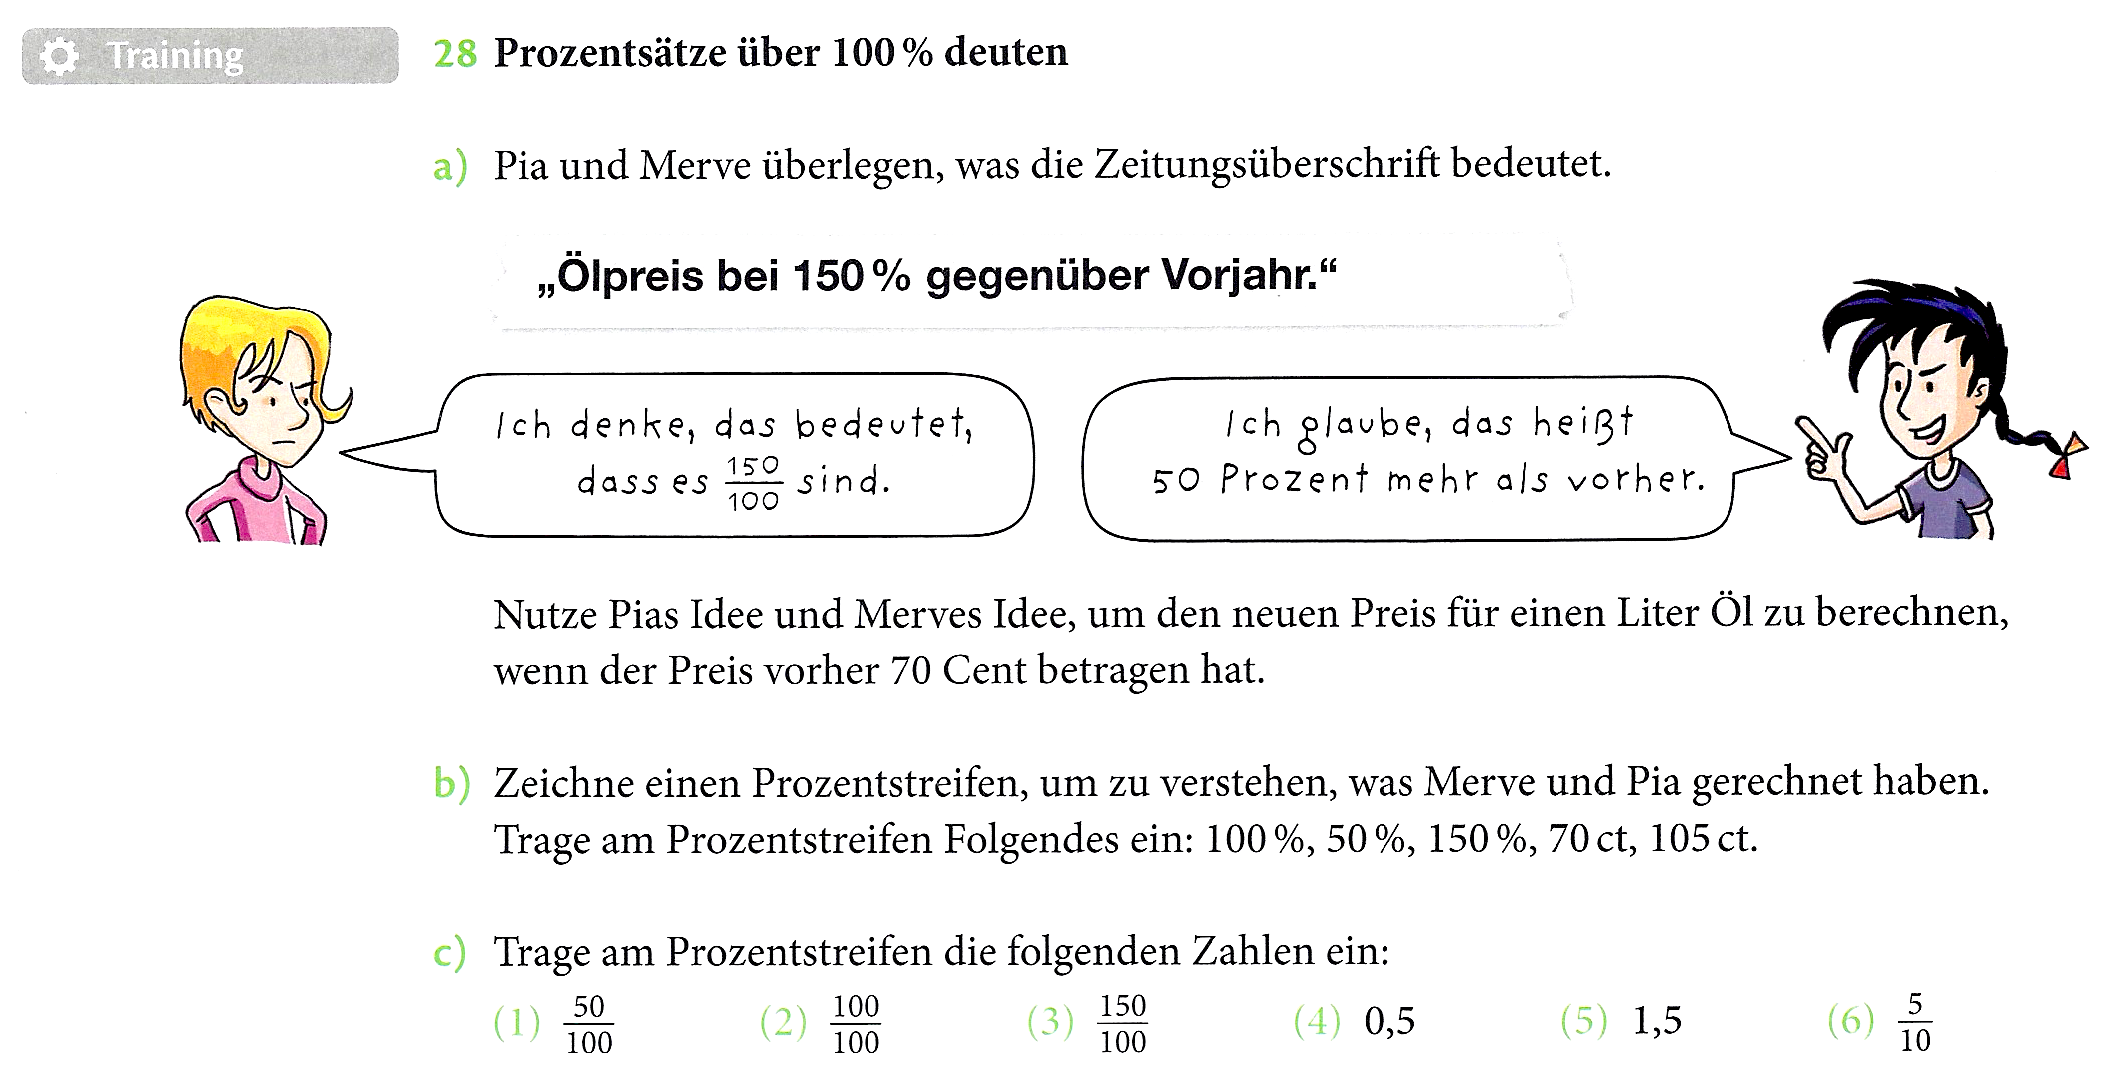 Training
28 Prozentsätze über 100 % deuten
a) Pia und Merve überlegen, was die Zeitungsüberschrift bedeutet.
„Ölpreis bei 150 % gegenüber Vorjahr.“
Ich denke, das bedeutet,
dass es 150/100 sind.
Ich glaube, das heißt
50 Prozent mehr als vorher.
Nutze Pias Idee und Merves Idee, um den neuen Preis für einen Liter Öl zu berechnen,
wenn der Preis vorher 70 Cent betragen hat.
b) Zeichne einen Prozentstreifen, um zu verstehen, was Merve und Pia gerechnet haben.
Trage am Prozentstreifen Folgendes ein: 100 %, 50 %, 150 %, 70 ct, 105 ct.
c) Trage am Prozentstreifen die folgenden Zahlen ein:
(1) 50/100 (2) 100/100 (3) 150/100 (4) 0,5 (5) 1,5 (6) 5/10